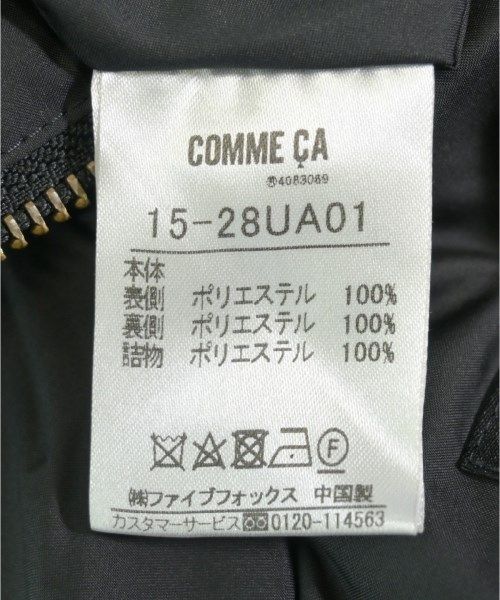 COMME ÇA
®4083069
15-28UA01
本体
表側 ポリエステル 100%
裏側 ポリエステル 100%
詰物 ポリエステル 100%
F
㈱ファイブフォックス 中国製
カスタマーサービス 0120-114563